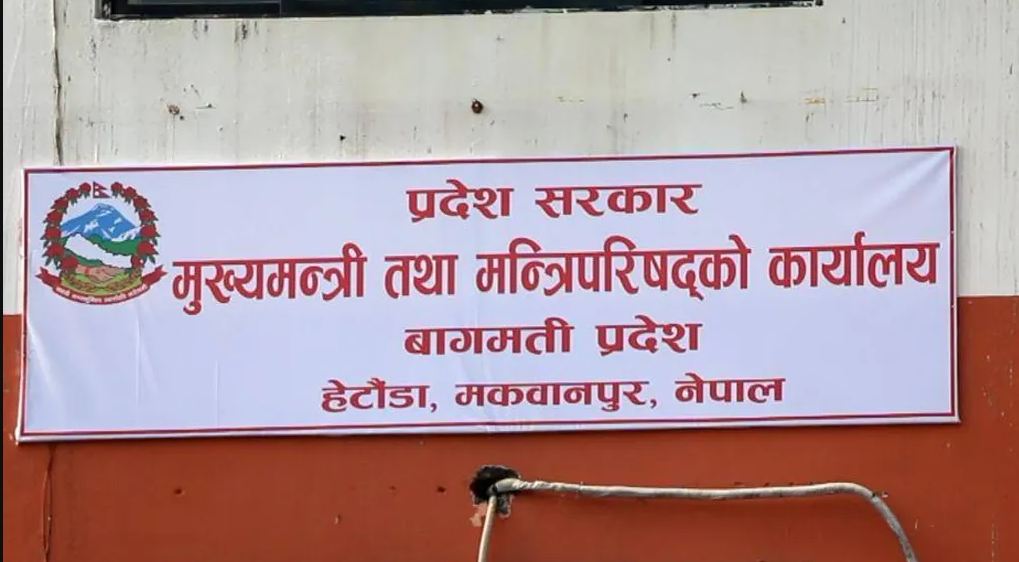 प्रदेश सरकार
मुख्यमन्त्री तथा मन्त्रिपरिषद्को कार्यालय
बागमती प्रदेश
हेटौंडा, मकवानपुर, नेपाल